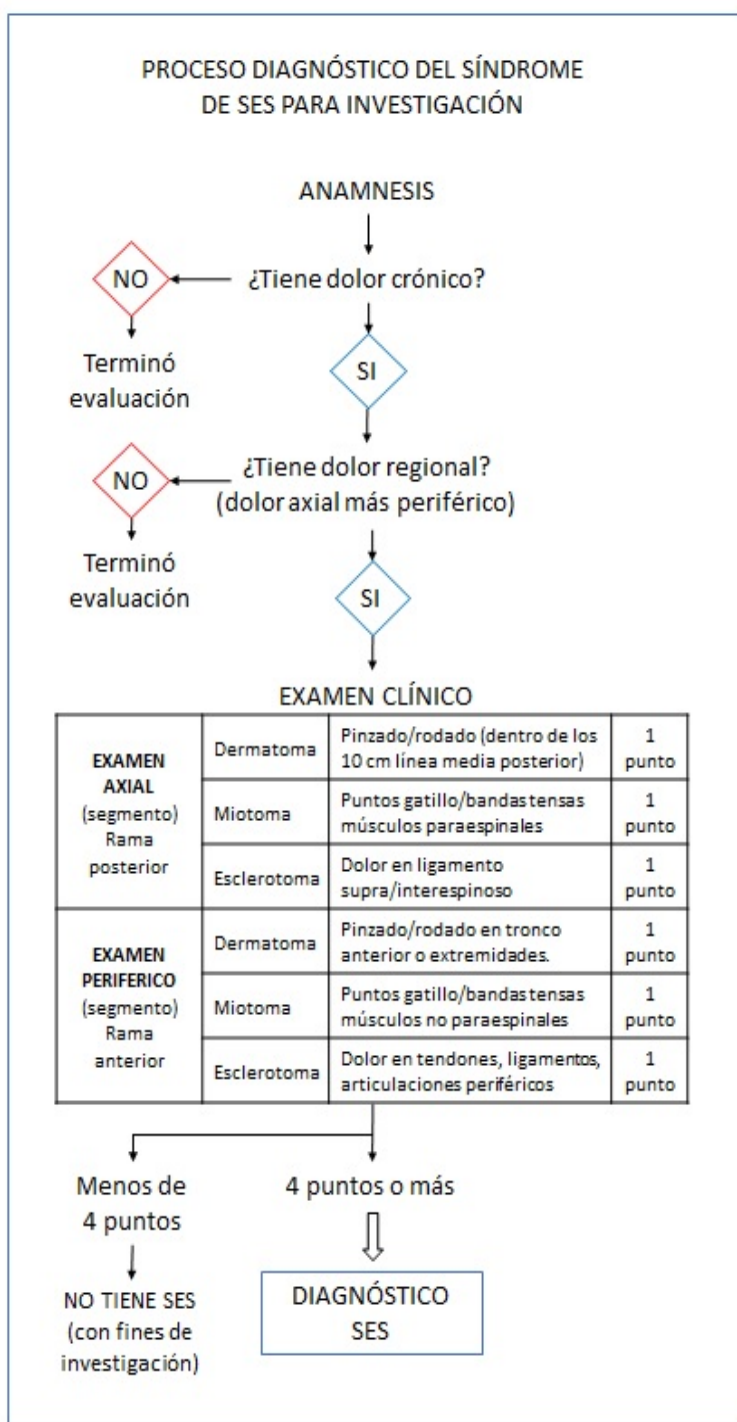 PROCESO DIAGNÓSTICO DEL SÍNDROME
DE SES PARA INVESTIGACIÓN
ANAMNESIS
NO
¿Tiene dolor crónico?
Terminó
evaluación
SI
NO
¿Tiene dolor regional?
(dolor axial más periférico)
Terminó
evaluación
SI
EXAMEN CLÍNICO
EXAMEN
AXIAL
(segmento)
Rama
posterior
Dermatoma
Pinzado/rodado (dentro de los
10 cm línea media posterior)
1
punto
Miotoma
Puntos gatillo/bandas tensas
músculos paraespinales
1
punto
Esclerotoma
Dolor en ligamento
supra/interespinoso
1
punto
EXAMEN
PERIFERICO
(segmento)
Rama
anterior
Dermatoma
Pinzado/rodado en tronco
anterior o extremidades.
1
punto
Miotoma
Puntos gatillo/bandas tensas
músculos no paraespinales
1
punto
Esclerotoma
Dolor en tendones, ligamentos,
articulaciones periféricos
1
punto
Menos de
4 puntos
4 puntos o más
NO TIENE SES
(con fines de
investigación)
DIAGNÓSTICO
SES